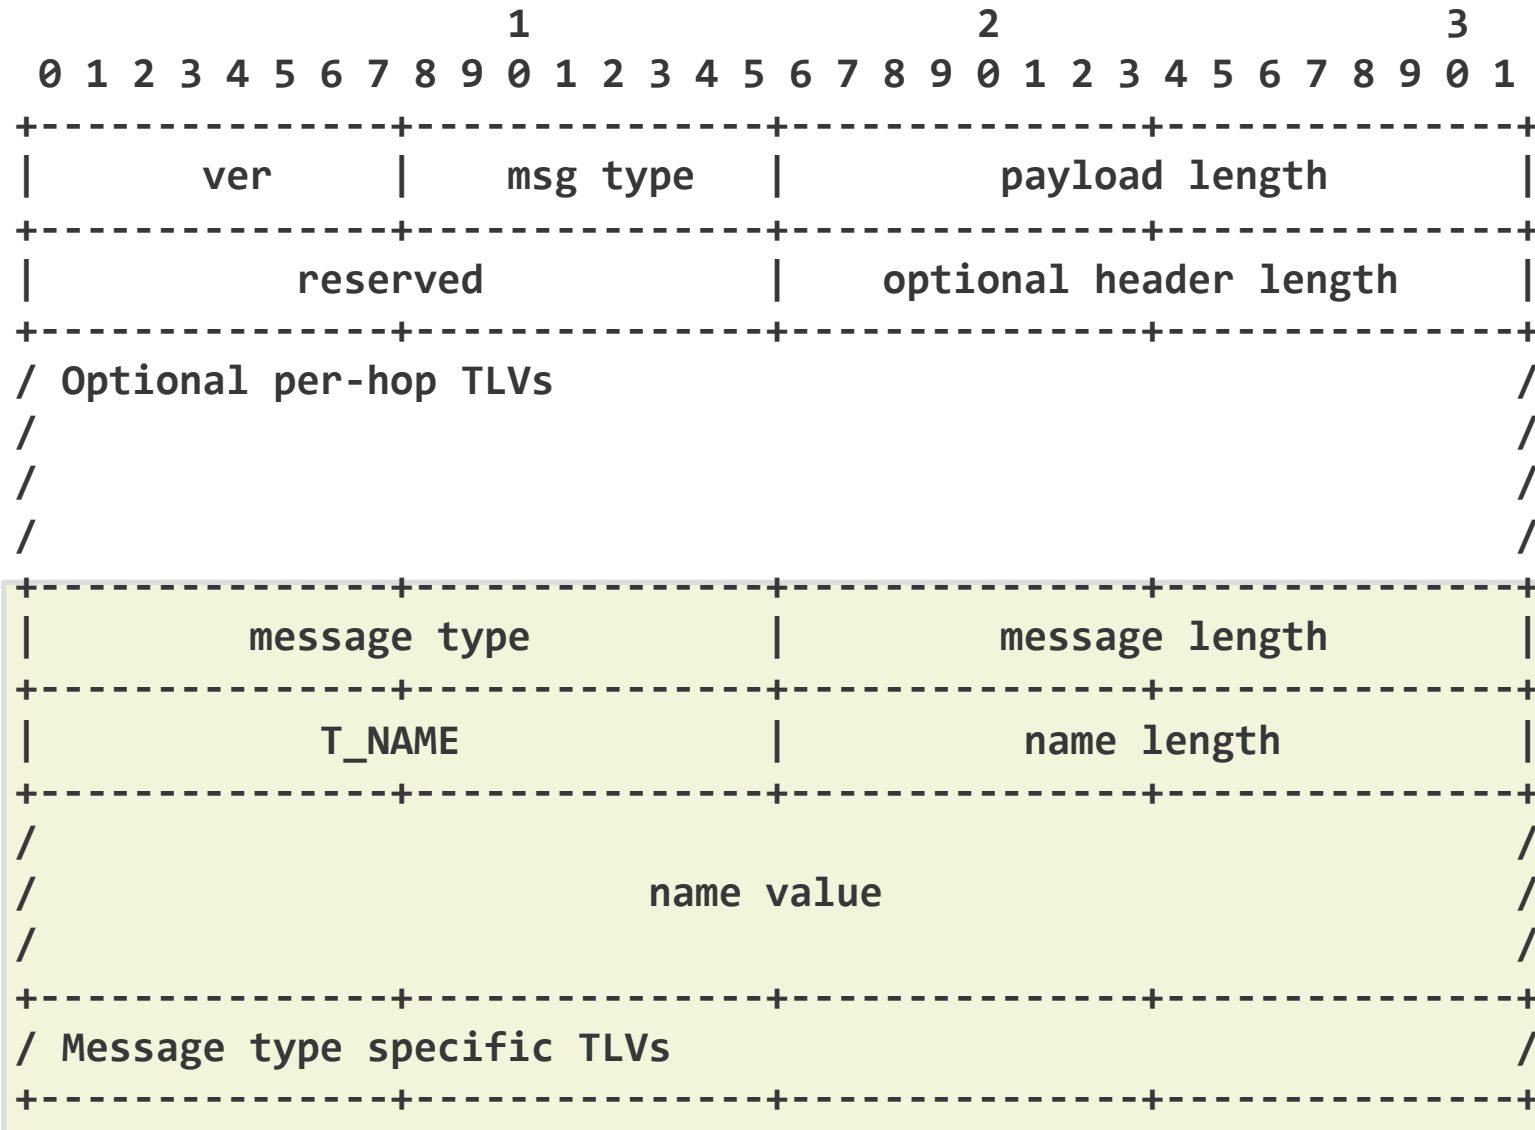 1                   2                   3
 0 1 2 3 4 5 6 7 8 9 0 1 2 3 4 5 6 7 8 9 0 1 2 3 4 5 6 7 8 9 0 1
+---------------+---------------+---------------+---------------+
|       ver     |    msg type   |         payload length        |
+---------------+---------------+---------------+---------------+
|           reserved            |    optional header length     |
+---------------+---------------+---------------+---------------+
/ Optional per-hop TLVs                                         /
/                                                               /
/                                                               /
/                                                               /
+---------------+---------------+---------------+---------------+
|         message type          |         message length        |
+---------------+---------------+---------------+---------------+
|            T_NAME             |          name length          |
+---------------+---------------+---------------+---------------+
/                                                               /
/                          name value                           /
/                                                               /
+---------------+---------------+---------------+---------------+
/ Message type specific TLVs                                    /
+---------------+---------------+---------------+---------------+